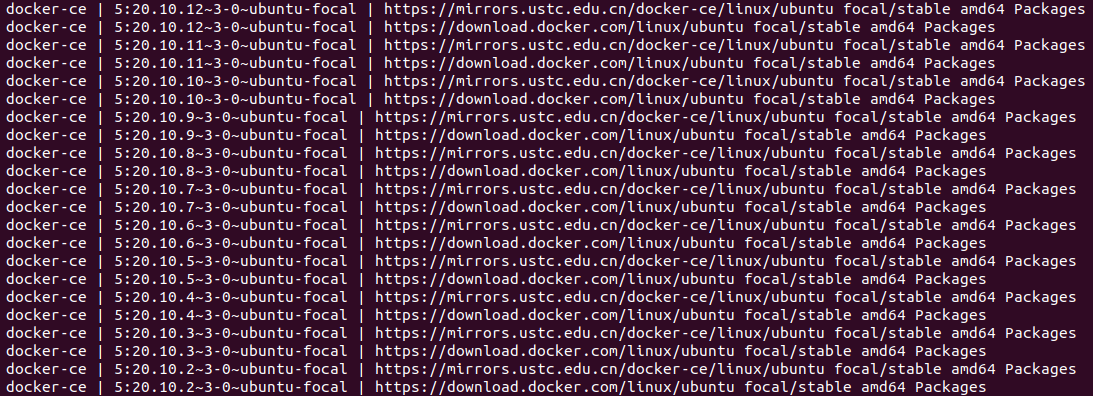 docker-ce | 5:20.10.12~3-0~ubuntu-focal | https://mirrors.ustc.edu.cn/docker-ce/linux/ubuntu focal/stable amd64 Packages
docker-ce | 5:20.10.12~3-0~ubuntu-focal | https://download.docker.com/linux/ubuntu focal/stable amd64 Packages
docker-ce | 5:20.10.11~3-0~ubuntu-focal | https://mirrors.ustc.edu.cn/docker-ce/linux/ubuntu focal/stable amd64 Packages
docker-ce | 5:20.10.11~3-0~ubuntu-focal | https://download.docker.com/linux/ubuntu focal/stable amd64 Packages
docker-ce | 5:20.10.10~3-0~ubuntu-focal | https://mirrors.ustc.edu.cn/docker-ce/linux/ubuntu focal/stable amd64 Packages
docker-ce | 5:20.10.10~3-0~ubuntu-focal | https://download.docker.com/linux/ubuntu focal/stable amd64 Packages
docker-ce | 5:20.10.9~3-0~ubuntu-focal | https://mirrors.ustc.edu.cn/docker-ce/linux/ubuntu focal/stable amd64 Packages
docker-ce | 5:20.10.9~3-0~ubuntu-focal | https://download.docker.com/linux/ubuntu focal/stable amd64 Packages
docker-ce | 5:20.10.8~3-0~ubuntu-focal | https://mirrors.ustc.edu.cn/docker-ce/linux/ubuntu focal/stable amd64 Packages
docker-ce | 5:20.10.8~3-0~ubuntu-focal | https://download.docker.com/linux/ubuntu focal/stable amd64 Packages
docker-ce | 5:20.10.7~3-0~ubuntu-focal | https://mirrors.ustc.edu.cn/docker-ce/linux/ubuntu focal/stable amd64 Packages
docker-ce | 5:20.10.7~3-0~ubuntu-focal | https://download.docker.com/linux/ubuntu focal/stable amd64 Packages
docker-ce | 5:20.10.6~3-0~ubuntu-focal | https://mirrors.ustc.edu.cn/docker-ce/linux/ubuntu focal/stable amd64 Packages
docker-ce | 5:20.10.6~3-0~ubuntu-focal | https://download.docker.com/linux/ubuntu focal/stable amd64 Packages
docker-ce | 5:20.10.5~3-0~ubuntu-focal | https://mirrors.ustc.edu.cn/docker-ce/linux/ubuntu focal/stable amd64 Packages
docker-ce | 5:20.10.5~3-0~ubuntu-focal | https://download.docker.com/linux/ubuntu focal/stable amd64 Packages
docker-ce | 5:20.10.4~3-0~ubuntu-focal | https://mirrors.ustc.edu.cn/docker-ce/linux/ubuntu focal/stable amd64 Packages
docker-ce | 5:20.10.4~3-0~ubuntu-focal | https://download.docker.com/linux/ubuntu focal/stable amd64 Packages
docker-ce | 5:20.10.3~3-0~ubuntu-focal | https://mirrors.ustc.edu.cn/docker-ce/linux/ubuntu focal/stable amd64 Packages
docker-ce | 5:20.10.3~3-0~ubuntu-focal | https://download.docker.com/linux/ubuntu focal/stable amd64 Packages
docker-ce | 5:20.10.2~3-0~ubuntu-focal | https://mirrors.ustc.edu.cn/docker-ce/linux/ubuntu focal/stable amd64 Packages
docker-ce | 5:20.10.2~3-0~ubuntu-focal | https://download.docker.com/linux/ubuntu focal/stable amd64 Packages